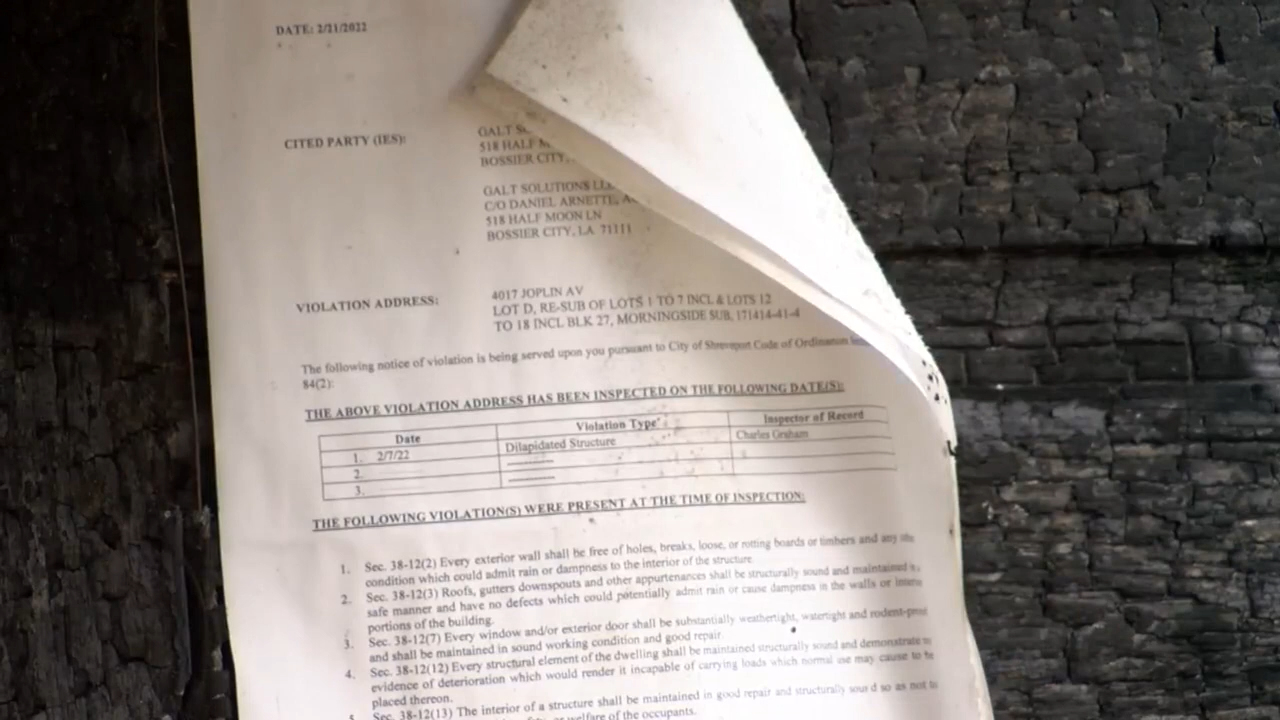 DATE: 2/21/2022
CITED PARTY (IES):
GALT
518 HALF
BOSSIER CITY,
GALT SOLUTIONS LLC
C/O DANIEL ARNETTE,
518 HALF MOON LN
BOSSIER CITY, LA 71111
VIOLATION ADDRESS:
4017 JOPLIN AV
LOT D, RE-SUB OF LOTS 1 TO 7 INCL & LOTS 12
TO 18 INCL BLK 27, MORNINGSIDE SUB, 171414-41-4
The following notice of violation is being served upon you pursuant to City of Shreveport Code of Ordinances
84(2):
THE ABOVE VIOLATION ADDRESS HAS BEEN INSPECTED ON THE FOLLOWING DATE(S):
Date Violation Type Inspector of Record
1. 2/7/22 Dilapidated Structure Charles Graham
2.
3.
THE FOLLOWING VIOLATION(S) WERE PRESENT AT THE TIME OF INSPECTION:
1. Sec. 38-12(2) Every exterior wall shall be free of holes, breaks, loose, or rotting boards or timbers and any
condition which could admit rain or dampness to the interior of the structure
2. Sec. 38-12(3) Roofs, gutters downspouts and other appurtenances shall be structurally sound and maintained
safe manner and have no defects which could potentially admit rain or cause dampness in the walls or
portions of the building.
3. Sec. 38-12(7) Every window and/or exterior door shall be substantially weathertight, watertight and rodent-proof
and shall be maintained in sound working condition and good repair
4. Sec. 38-12(12) Every structural element of the dwelling shall be maintained structurally sound and demonstrate
evidence of deterioration which would render it incapable of carrying loads which normal use may cause to be
placed thereon.
5. Sec. 38-12(13) The interior of a structure shall be maintained in good repair and structurally sound so as not to
or welfare of the occupants.